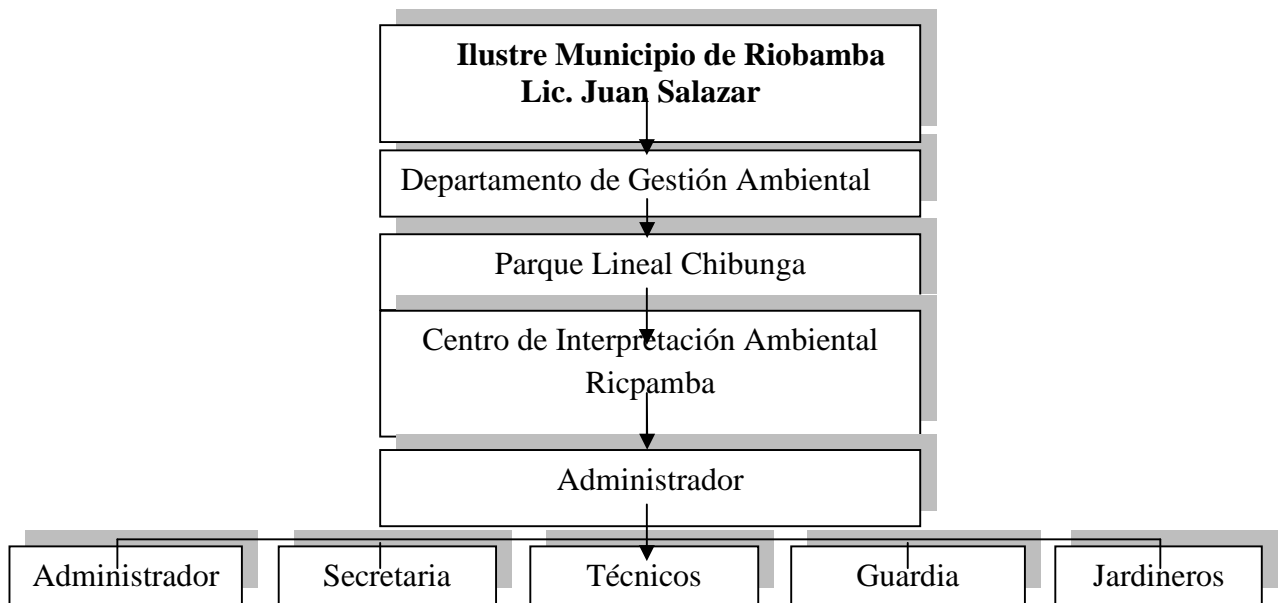 Ilustre Municipio de Riobamba
Lic. Juan Salazar
Departamento de Gestión Ambiental
Parque Lineal Chibunga
Centro de Interpretación Ambiental
Ricpamba
Administrador
Administrador
Secretaria
Técnicos
Guardia
Jardineros